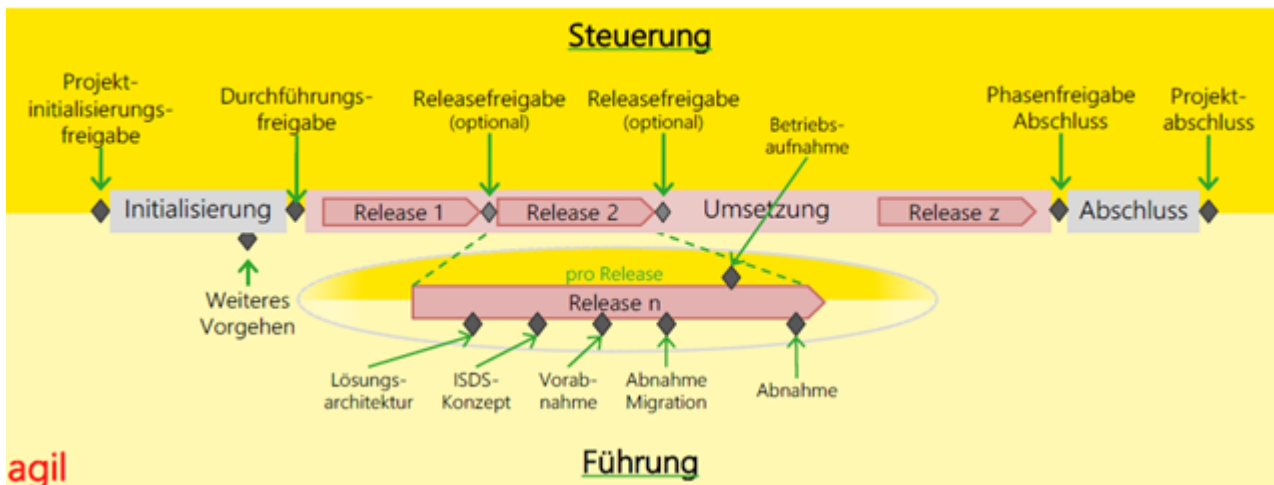 Steuerung
Projekt-
initialisierungs-
freigabe
Durchführungs-
freigabe
Releasefreigabe
(optional)
Releasefreigabe
(optional)
Betriebs-
aufnahme
Phasenfreigabe
Abschluss
Projekt-
abschluss
Initialisierung
Release 1
Release 2
Umsetzung
Release z
Abschluss
Weiteres
Vorgehen
pro Release
Release n
Lösungs-
architektur
ISDS-
Konzept
Vorab-
nahme
Abnahme
Migration
Abnahme
agil
Führung